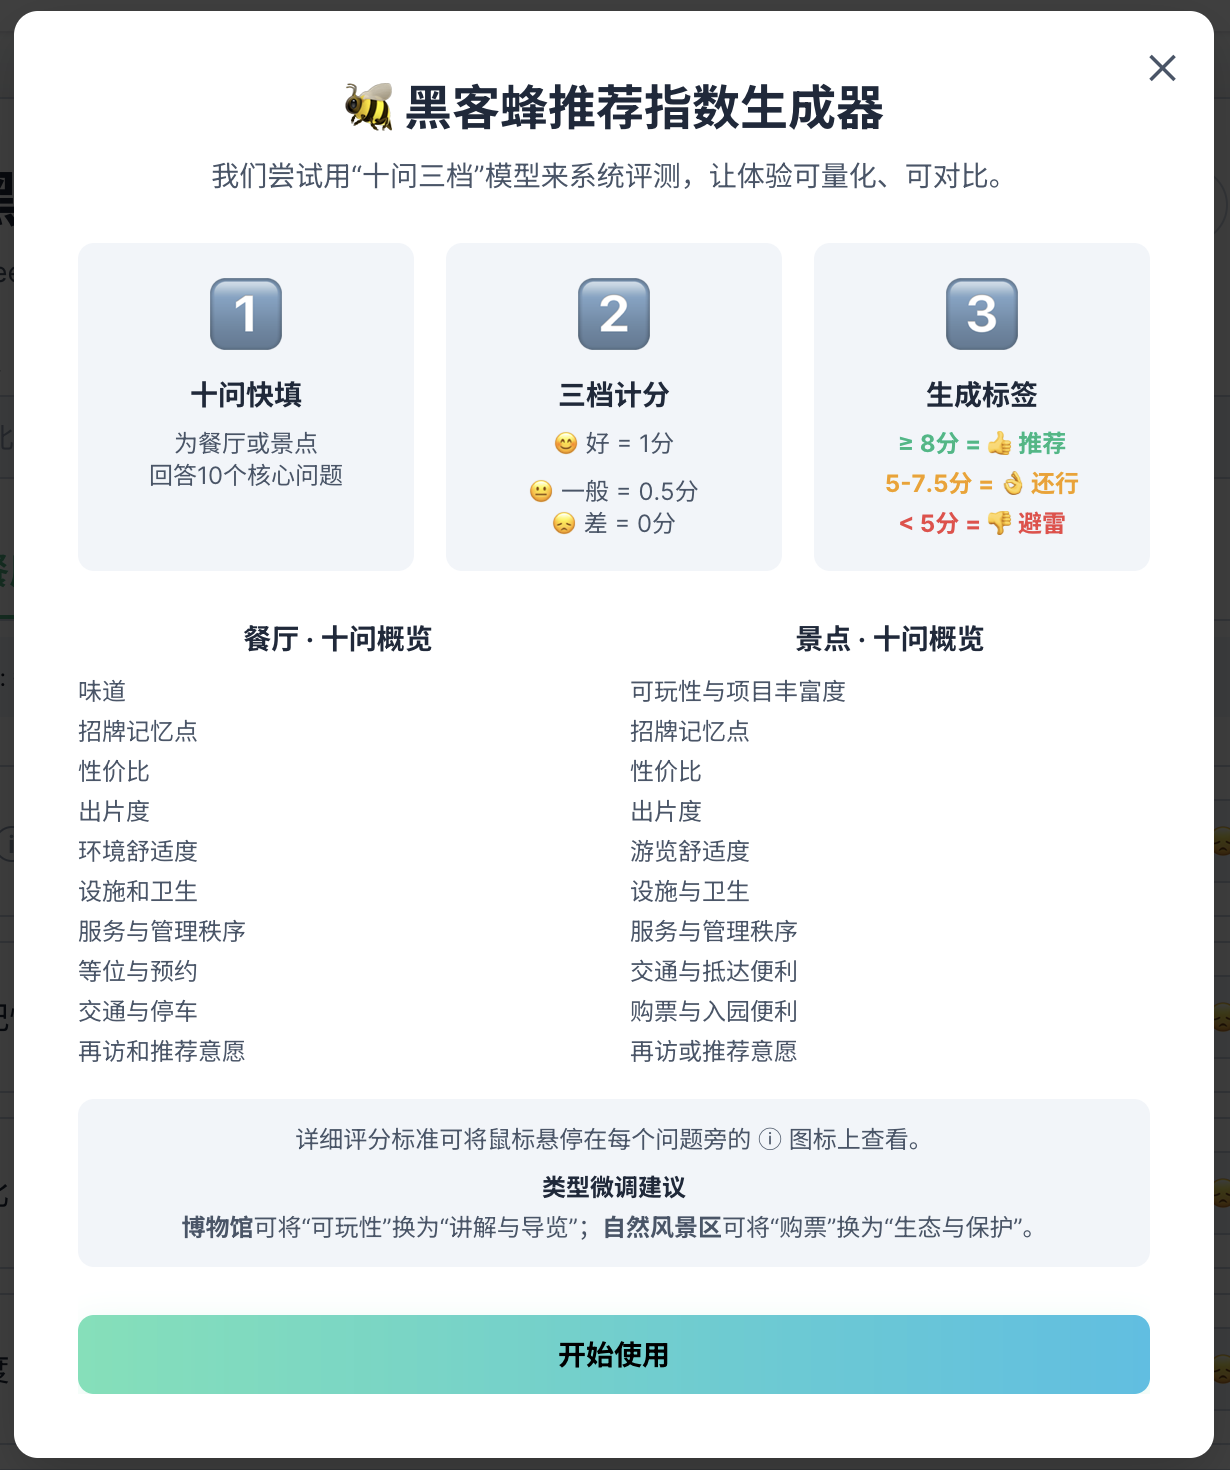 🐝 黑客蜂推荐指数生成器
我们尝试用“十问三档”模型来系统评测，让体验可量化、可对比。
1
十问快填
为餐厅或景点
回答10个核心问题
2
三档计分
😊 好 = 1分
😐 一般 = 0.5分
😞 差 = 0分
3
生成标签
≥ 8分 = 👍 推荐
5-7.5分 = 👌 还行
< 5分 = 👎 避雷
餐厅 · 十问概览
味道
招牌记忆点
性价比
出片度
环境舒适度
设施和卫生
服务与管理秩序
等位与预约
交通与停车
再访和推荐意愿
景点 · 十问概览
可玩性与项目丰富度
招牌记忆点
性价比
出片度
游览舒适度
设施与卫生
服务与管理秩序
交通与抵达便利
购票与入园便利
再访或推荐意愿
详细评分标准可将鼠标悬停在每个问题旁的 ⓘ 图标上查看。
类型微调建议
博物馆可将“可玩性”换为“讲解与导览”；自然风景区可将“购票”换为“生态与保护”。
开始使用